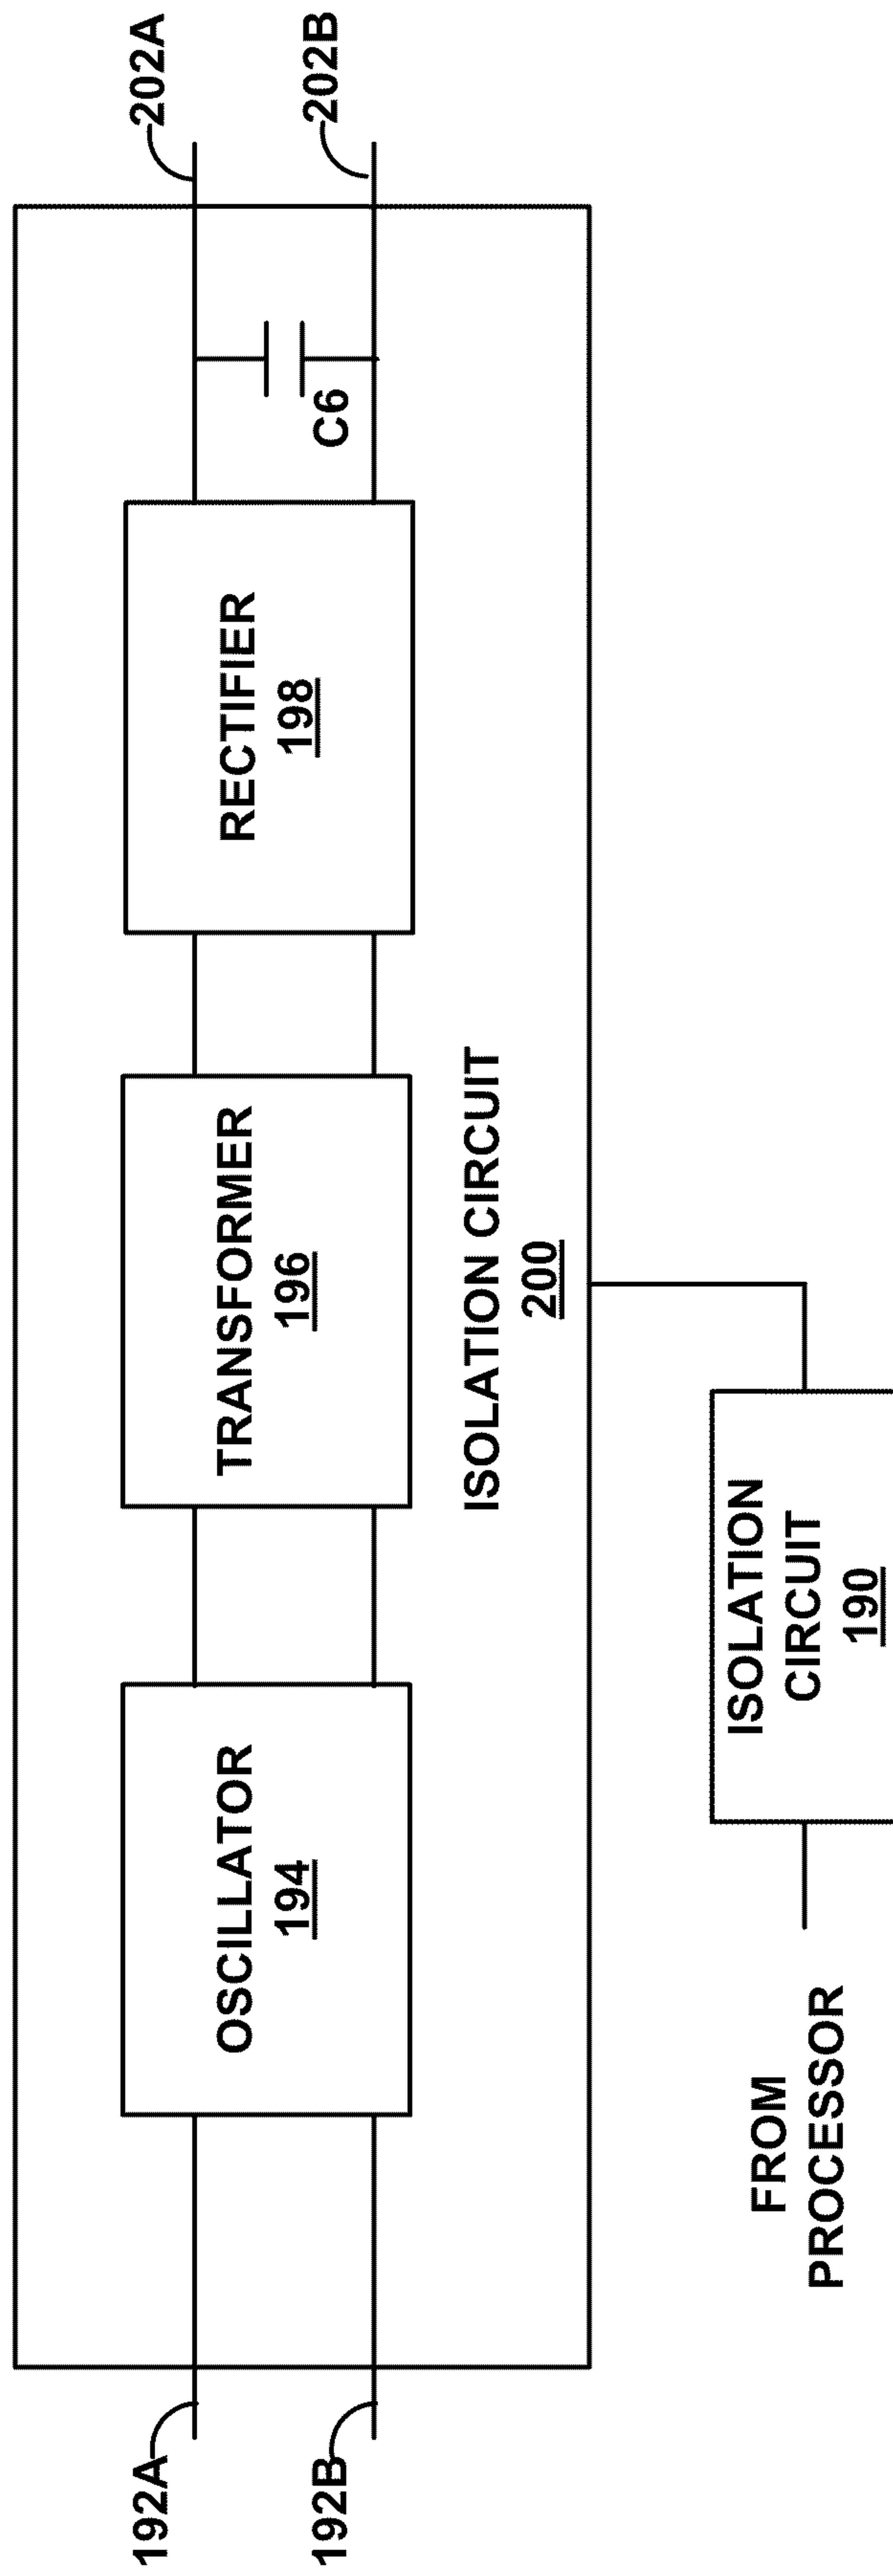 192A
192B
OSCILLATOR
194
TRANSFORMER
196
RECTIFIER
198
C6
202A
202B
ISOLATION CIRCUIT
200
FROM
PROCESSOR
ISOLATION
CIRCUIT
190